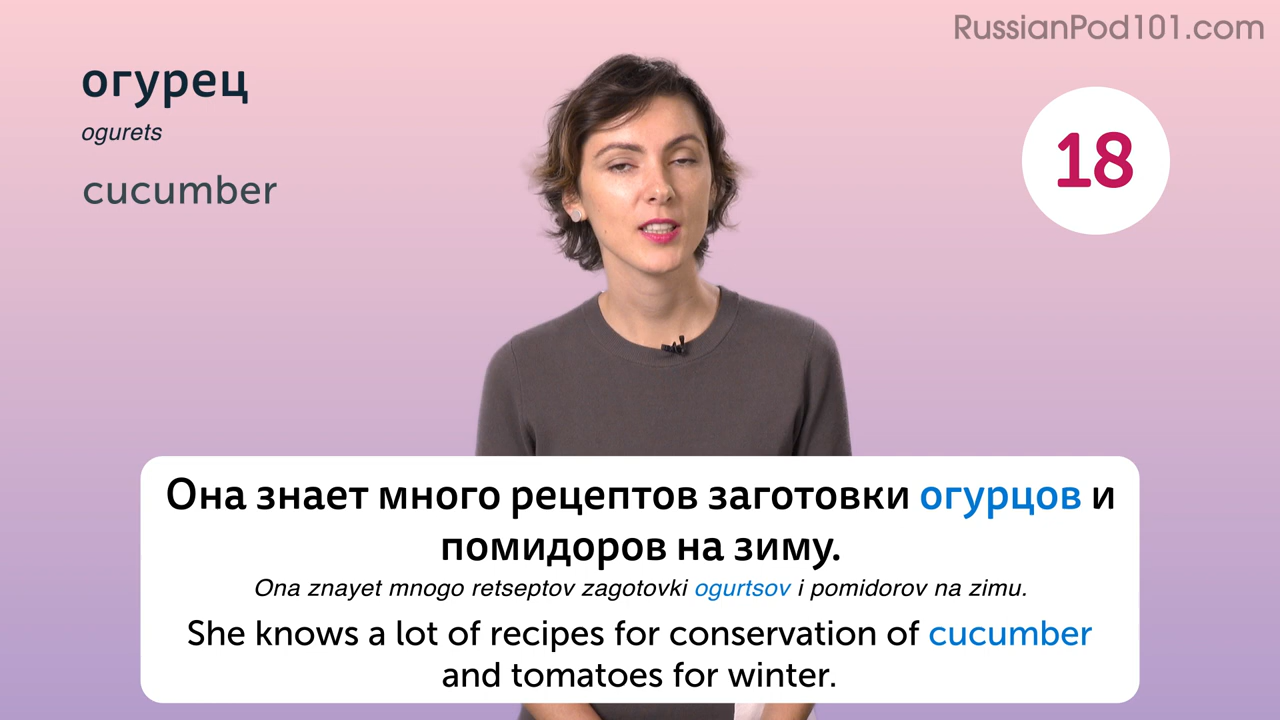 RussianPod101.com
огурец
ogurets
cucumber
18
Она знает много рецептов заготовки огурцов и
помидоров на зиму.
Ona znayet mnogo retseptov zagotovki ogurtsov i pomidorov na zimu.
She knows a lot of recipes for conservation of cucumber
and tomatoes for winter.